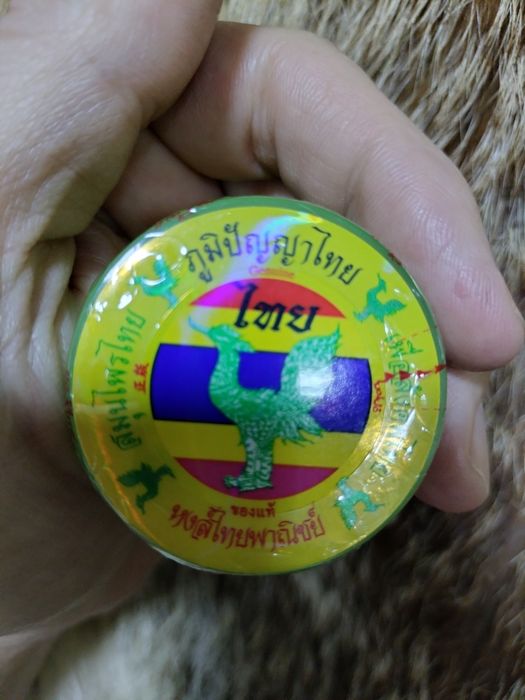 ภูมิปัญญาไทย
Genuine
ไทย
สมุนไพรไทย
正版
ของแท้
หงส์ไทยพาณิชย์